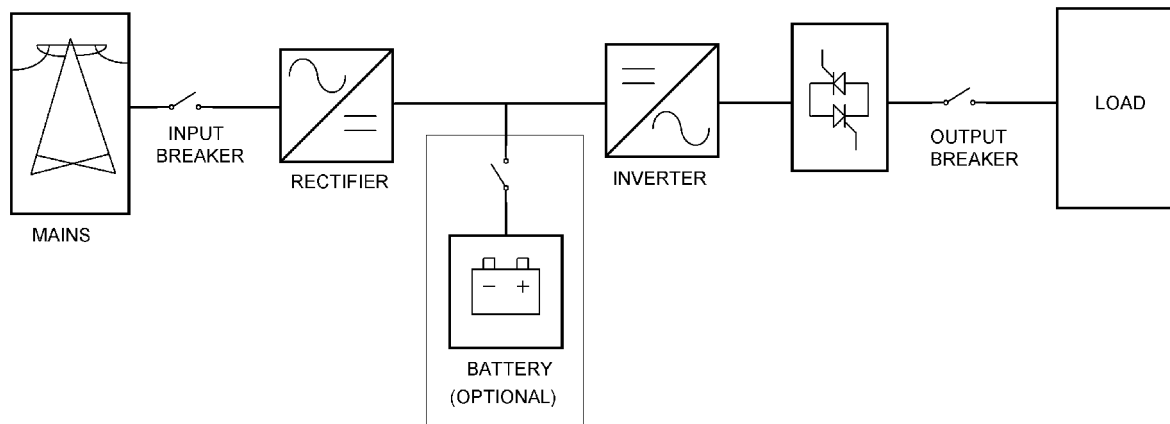 MAINS
INPUT
BREAKER
RECTIFIER
BATTERY
(OPTIONAL)
INVERTER
OUTPUT
BREAKER
LOAD